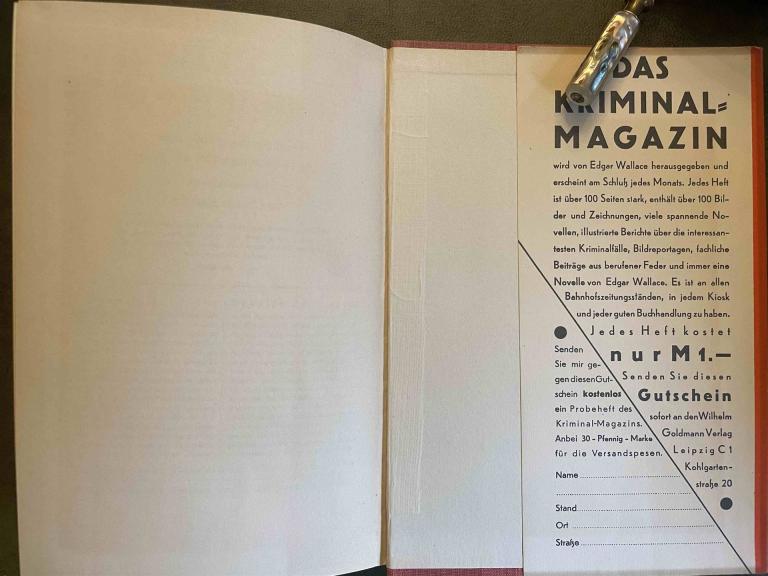 DAS
KRIMINAL=
MAGAZIN
wird von Edgar Wallace herausgegeben und
erscheint am Schluß jedes Monats. Jedes Heft
ist über 100 Seiten stark, enthält über 100 Bil-
der und Zeichnungen, viele spannende No-
vellen, illustrierte Berichte über die interessan-
testen Kriminalfälle, Bildreportagen, fachliche
Beiträge aus berufener Feder und immer eine
Novelle von Edgar Wallace. Es ist an allen
Bahnhofszeitungsständen, in jedem Kiosk
und jeder guten Buchhandlung zu haben.
Jedes Heft kostet
nur M 1.—
Senden Sie diesen
Gutschein
sofort an den Wilhelm
Goldmann Verlag
Leipzig C 1
Kohlgarten-
straße 20
Senden
Sie mir ge-
gen diesen Gut-
schein kostenlos
ein Probeheft des
Kriminal-Magazins.
Anbei 30-Pfennig-Marke
für die Versandspesen.
Name
Stand
Ort
Straße